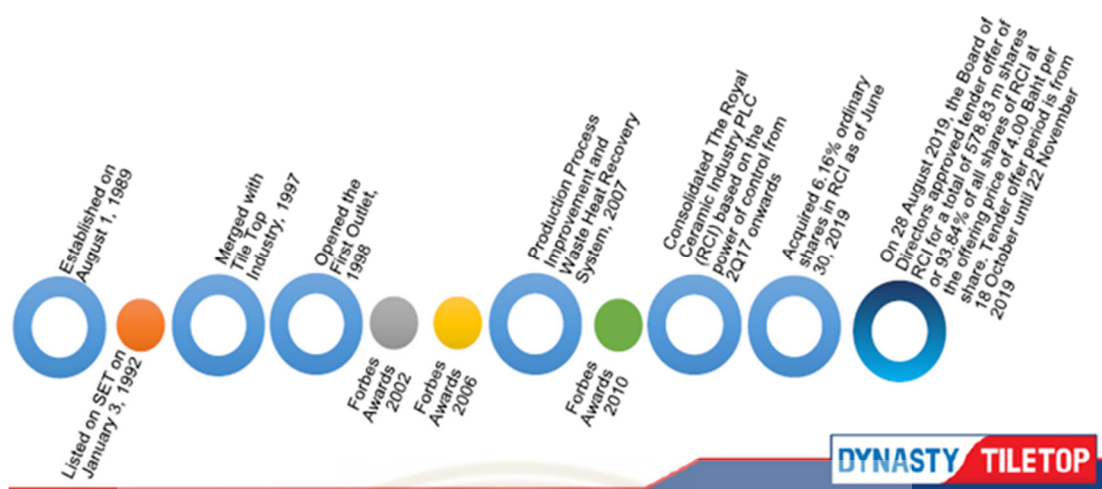 Established on
August 1, 1989
Listed on SET on
January 3, 1992
Merged with
Tile Top
Industry, 1997
Opened the
First Outlet,
1998
Forbes
Awards
2002
Forbes
Awards
2006
Production Process
Improvement and
Waste Heat Recovery
System, 2007
Forbes
Awards
2010
Consolidated The Royal
Ceramic Industry PLC
(RCI) based on the
power of control from
2Q17 onwards
Acquired 6.16% ordinary
shares in RCI as of June
30, 2019
On 28 August 2019, the Board of
Directors approved tender offer of
RCI for a total of 578.83 m shares
or 93.84% of all shares of RCI at
the offering price of 4.00 Baht per
share. Tender offer period is from
18 October until 22 November
2019
DYNASTY TILETOP